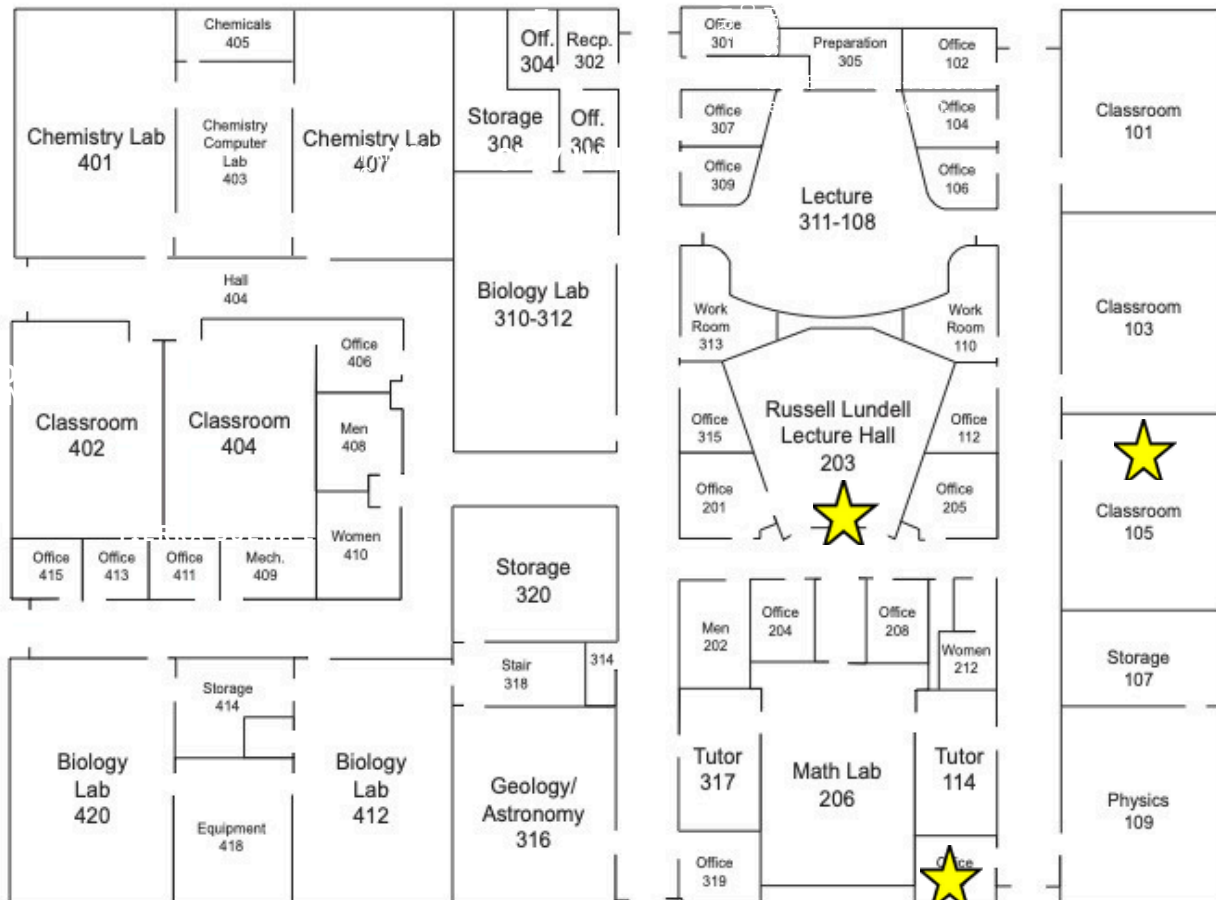 Chemicals
405
Chemistry Lab
401
Chemistry
Computer
Lab
403
Chemistry Lab
407
Off.
304
Recp.
302
Storage
308
Off.
306
Hall
404
Biology Lab
310-312
Classroom
402
Classroom
404
Office
406
Men
408
Women
410
Office
415
Office
413
Office
411
Mech.
409
Storage
320
Stair
318
314
Storage
414
Biology
Lab
420
Equipment
418
Biology
Lab
412
Geology/
Astronomy
316
Office
301
Preparation
305
Office
102
Office
307
Office
104
Office
309
Office
106
Lecture
311-108
Work
Room
313
Work
Room
110
Russell Lundell
Lecture Hall
203
Office
315
Office
112
Office
201
Office
205
Men
202
Office
204
Office
208
Women
212
Tutor
317
Math Lab
206
Tutor
114
Office
319
Classroom
101
Classroom
103
Classroom
105
Storage
107
Physics
109